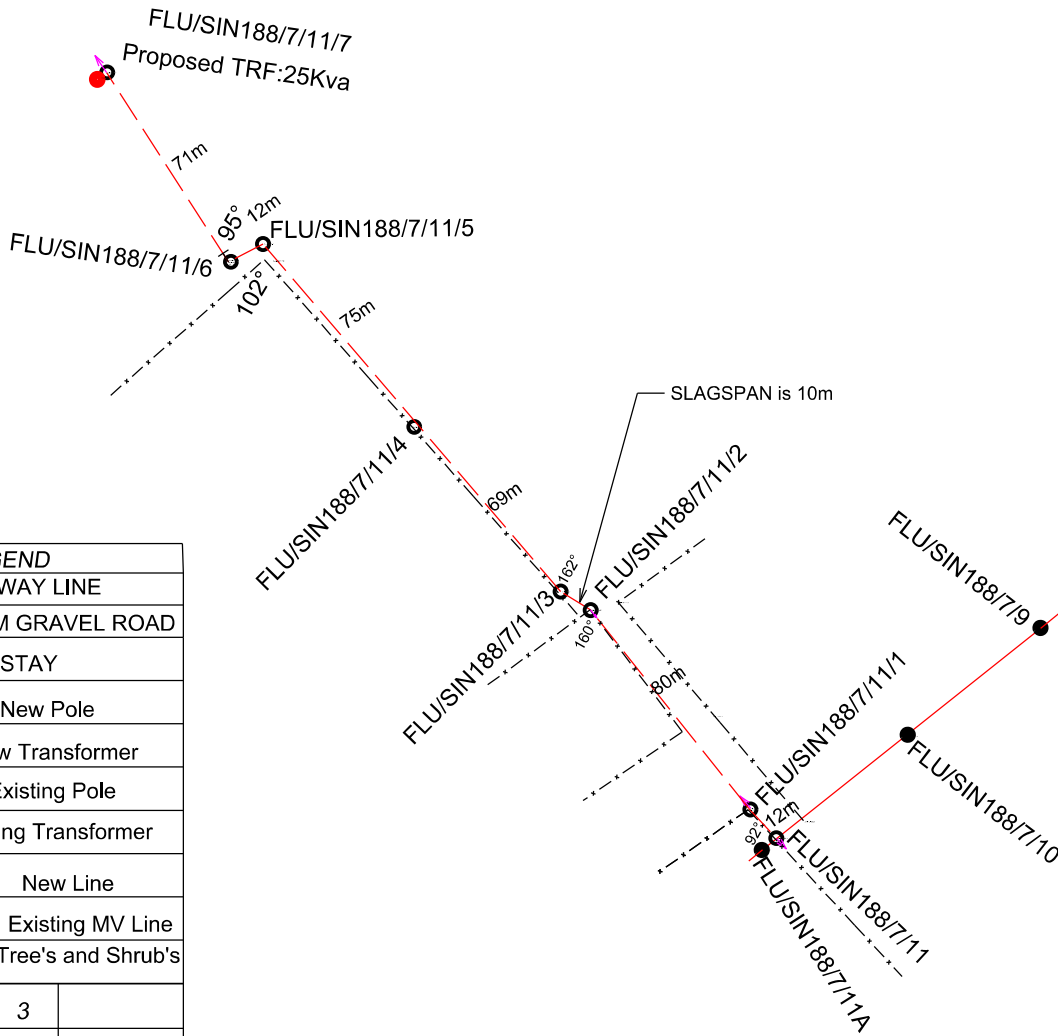 FLU/SIN188/7/11/7
Proposed TRF:25Kva
71m
95°
12m
FLU/SIN188/7/11/5
FLU/SIN188/7/11/6
102°
75m
SLAGSPAN is 10m
FLU/SIN188/7/11/4
69m
FLU/SIN188/7/11/2
162°
FLU/SIN188/7/11/3
160°
80m
FLU/SIN188/7/9
FLU/SIN188/7/11/1
FLU/SIN188/7/10
12m
92°
FLU/SIN188/7/11
FLU/SIN188/7/11A
GEND
WAY LINE
M GRAVEL ROAD
STAY
New Pole
w Transformer
Existing Pole
ng Transformer
New Line
Existing MV Line
Tree's and Shrub's
3